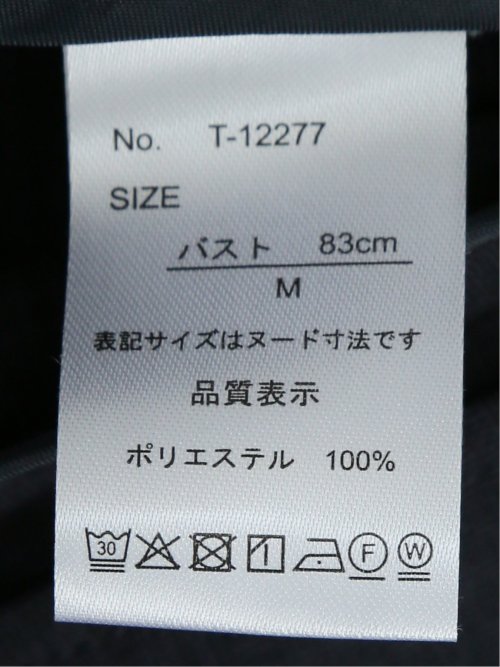 No. T-12277
SIZE
バスト 83cm
M
表記サイズはヌード寸法です
品質表示
ポリエステル 100%
30 F W